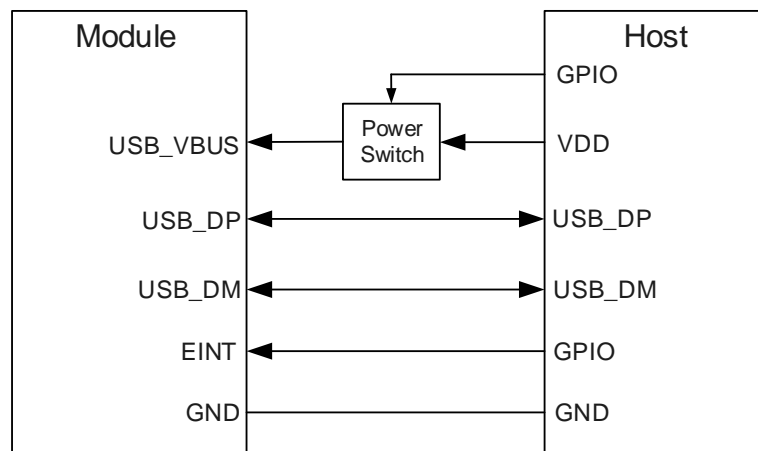 Module
Host
GPIO
Power
Switch
USB_VBUS
VDD
USB_DP
USB_DP
USB_DM
USB_DM
EINT
GPIO
GND
GND